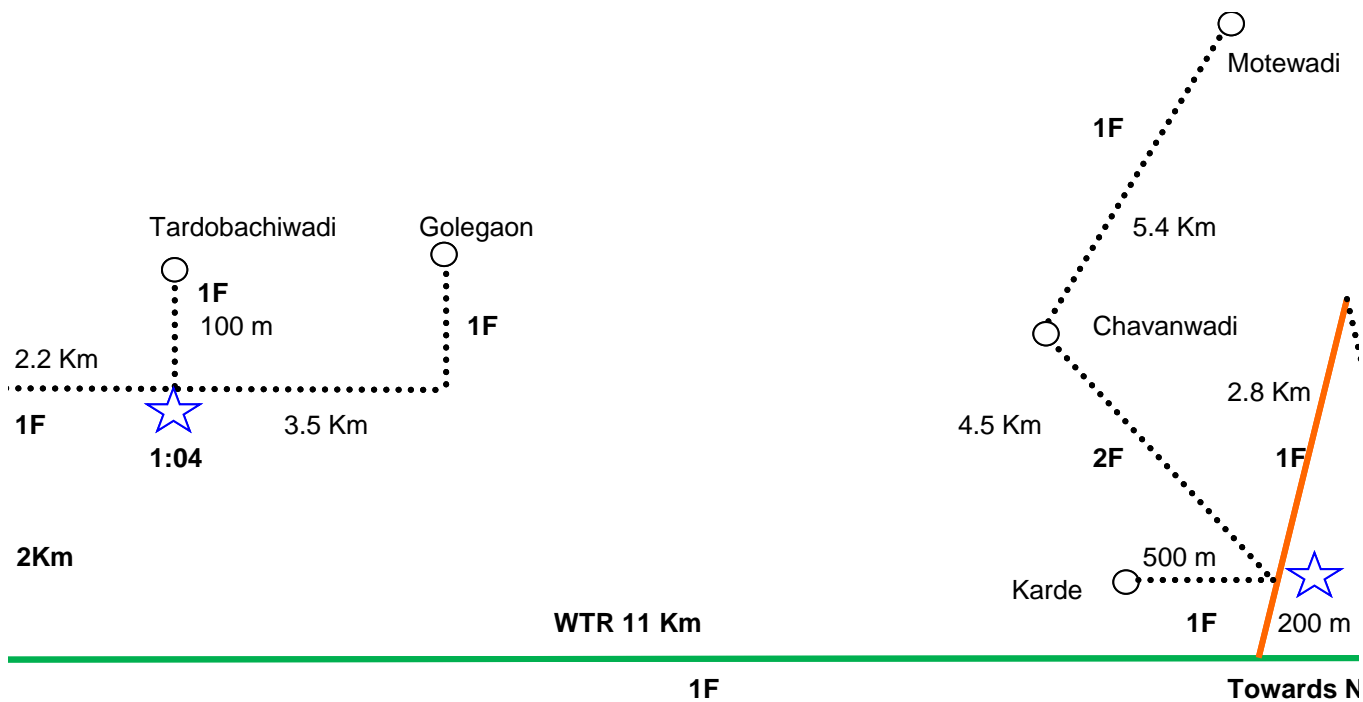 Motewadi
1F
Tardobachiwadi
Golegaon
5.4 Km
1F
100 m
1F
Chavanwadi
2.2 Km
2.8 Km
1F
3.5 Km
4.5 Km
1:04
2F
1F
2Km
500 m
Karde
WTR 11 Km
1F
200 m
1F
Towards N